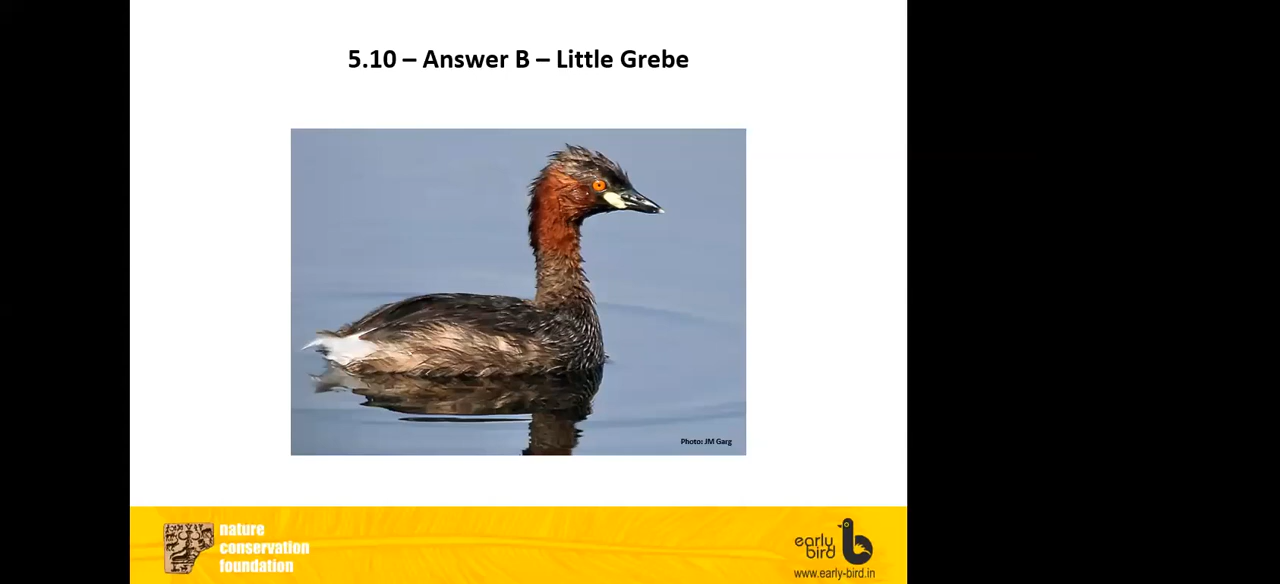 5.10 – Answer B – Little Grebe
Photo: JM Garg
nature
conservation
foundation
early
bird
www.early-bird.in